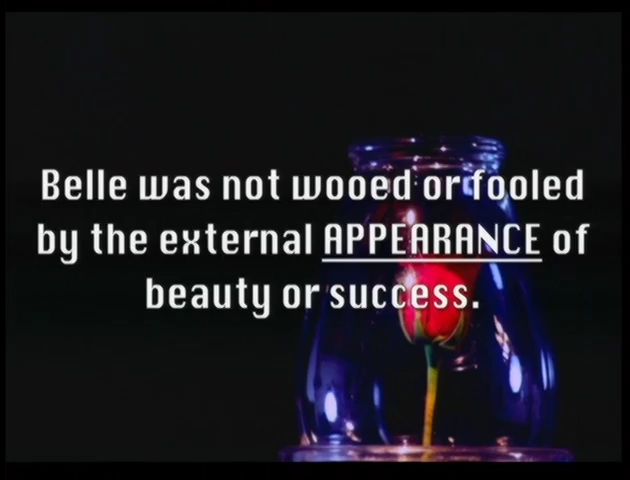 Belle was not wooed or fooled
by the external APPEARANCE of
beauty or success.